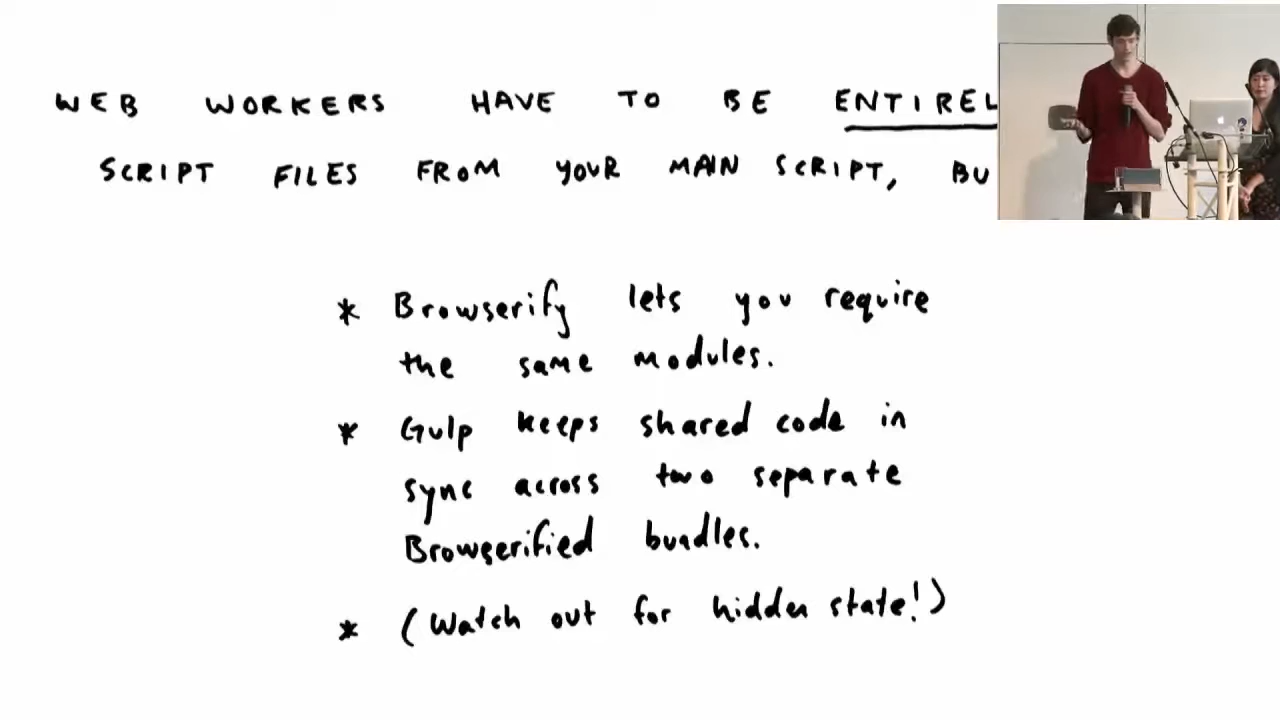 WEB WORKERS HAVE TO BE ENTIREL
SCRIPT FILES FROM YOUR MAIN SCRIPT, BU
* Browserify lets you require
the same modules.
* Gulp keeps shared code in
sync across two separate
Browserified bundles.
* (Watch out for hidden state!)